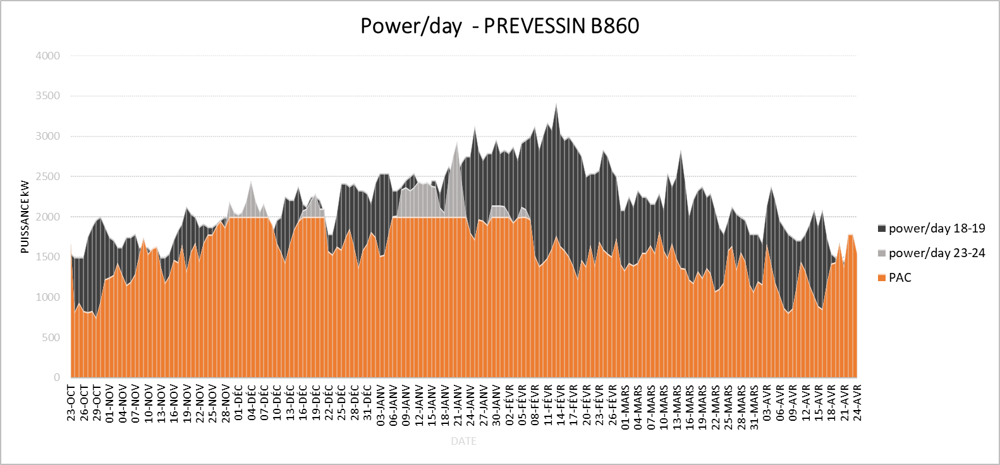 Power/day - PREVESSIN B860
4000
3500
3000
2500
2000
1500
1000
500
0
PUISSANCE kW
23-OCT
26-OCT
29-OCT
01-NOV
04-NOV
07-NOV
10-NOV
13-NOV
16-NOV
19-NOV
22-NOV
25-NOV
28-NOV
01-DÉC
04-DÉC
07-DÉC
10-DÉC
13-DÉC
16-DÉC
19-DÉC
22-DÉC
25-DÉC
28-DÉC
31-DÉC
03-JANV
06-JANV
09-JANV
12-JANV
15-JANV
18-JANV
21-JANV
24-JANV
27-JANV
30-JANV
02-FÉVR
05-FÉVR
08-FÉVR
11-FÉVR
14-FÉVR
17-FÉVR
20-FÉVR
23-FÉVR
26-FÉVR
01-MARS
04-MARS
07-MARS
10-MARS
13-MARS
16-MARS
19-MARS
22-MARS
25-MARS
28-MARS
31-MARS
03-AVR
06-AVR
09-AVR
12-AVR
15-AVR
18-AVR
21-AVR
24-AVR
DATE
power/day 18-19
power/day 23-24
PAC